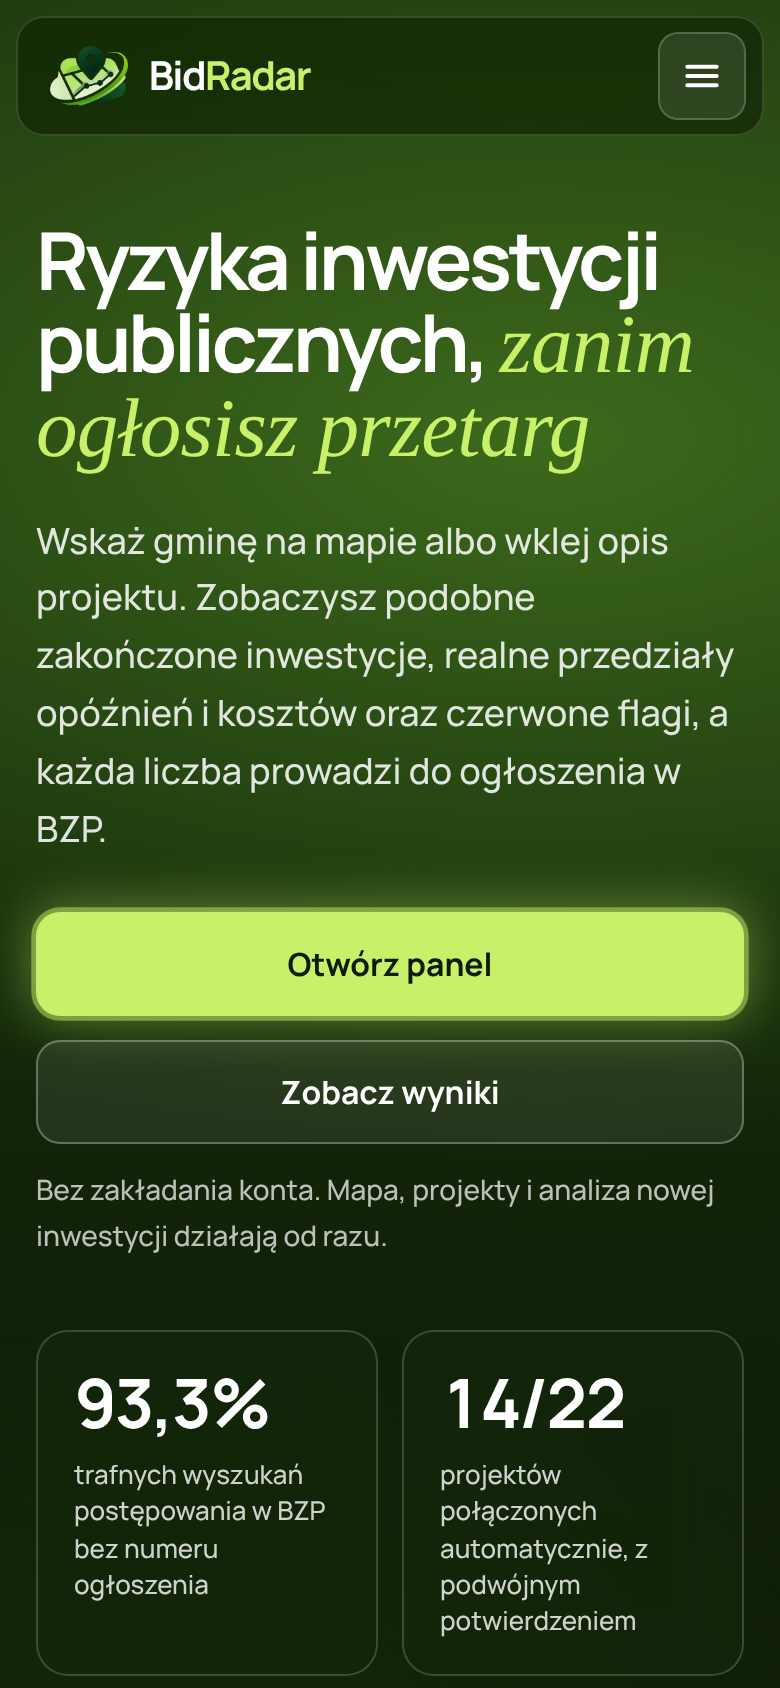 BidRadar
Ryzyka inwestycji
publicznych, zanim
ogłosisz przetarg
Wskaż gminę na mapie albo wklej opis
projektu. Zobaczysz podobne
zakończone inwestycje, realne przedziały
opóźnień i kosztów oraz czerwone flagi, a
każda liczba prowadzi do ogłoszenia w
BZP.
Otwórz panel
Zobacz wyniki
Bez zakładania konta. Mapa, projekty i analiza nowej
inwestycji działają od razu.
93,3%
trafnych wyszukań
postępowania w BZP
bez numeru
ogłoszenia
14/22
projektów
połączonych
automatycznie, z
podwójnym
potwierdzeniem